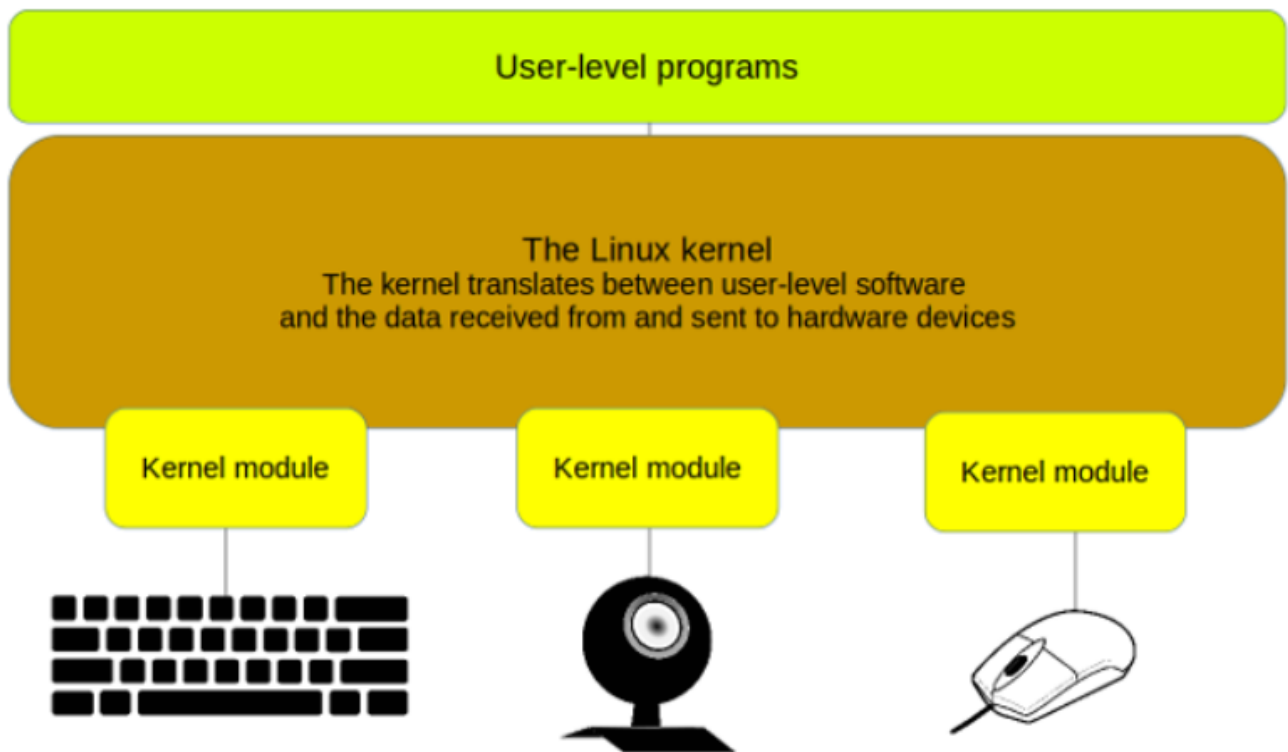 User-level programs
The Linux kernel
The kernel translates between user-level software
and the data received from and sent to hardware devices
Kernel module
Kernel module
Kernel module